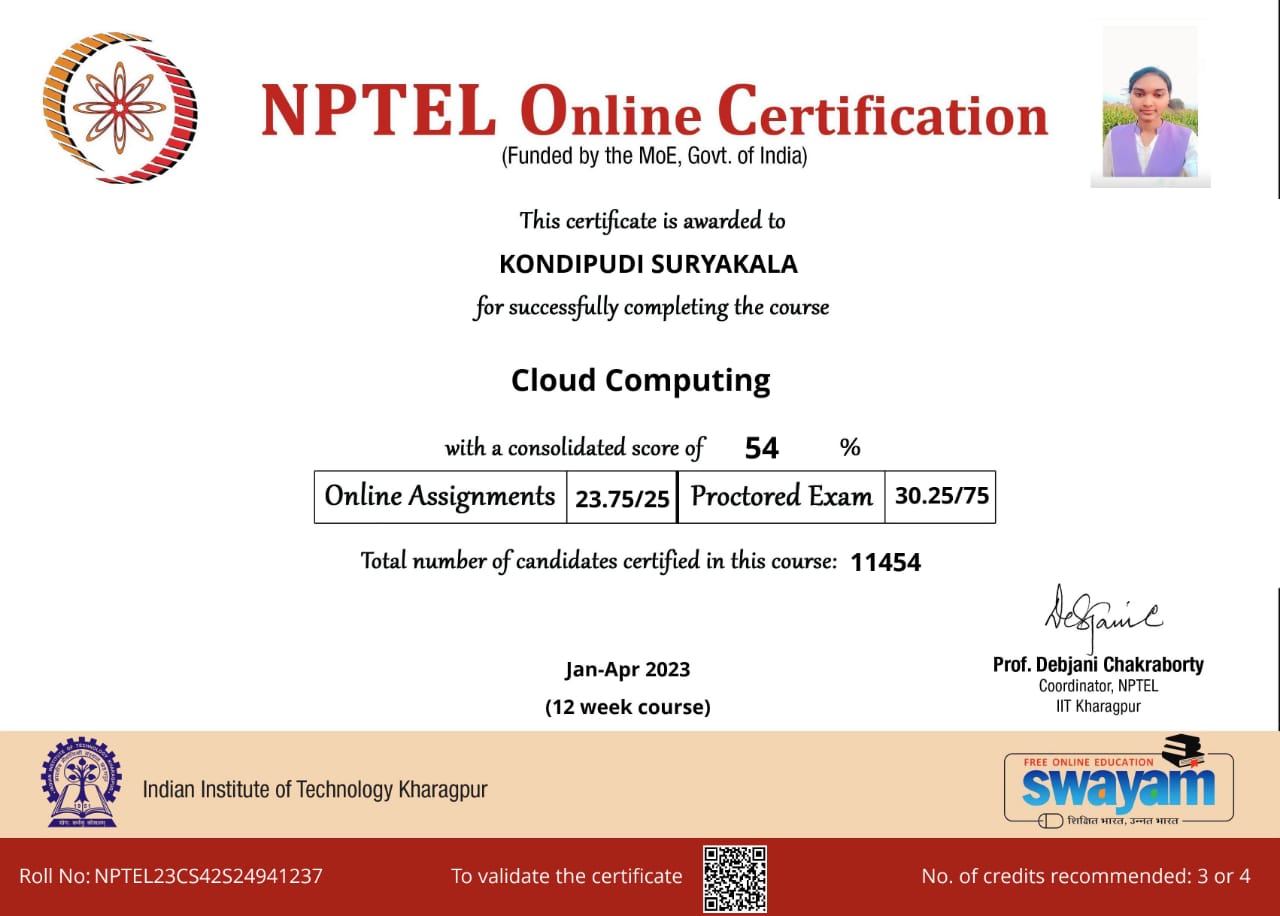 NPTEL Online Certification
(Funded by the MoE, Govt. of India)
This certificate is awarded to
KONDIPUDI SURYAKALA
for successfully completing the course
Cloud Computing
with a consolidated score of 54 %
Online Assignments 23.75/25 Proctored Exam 30.25/75
Total number of candidates certified in this course: 11454
Jan-Apr 2023
(12 week course)
Prof. Debjani Chakraborty
Coordinator, NPTEL
IIT Kharagpur
Indian Institute of Technology Kharagpur
FREE ONLINE EDUCATION
swayam
शिक्षित भारत, उन्नत भारत
Roll No: NPTEL23CS42S24941237
To validate the certificate
No. of credits recommended: 3 or 4